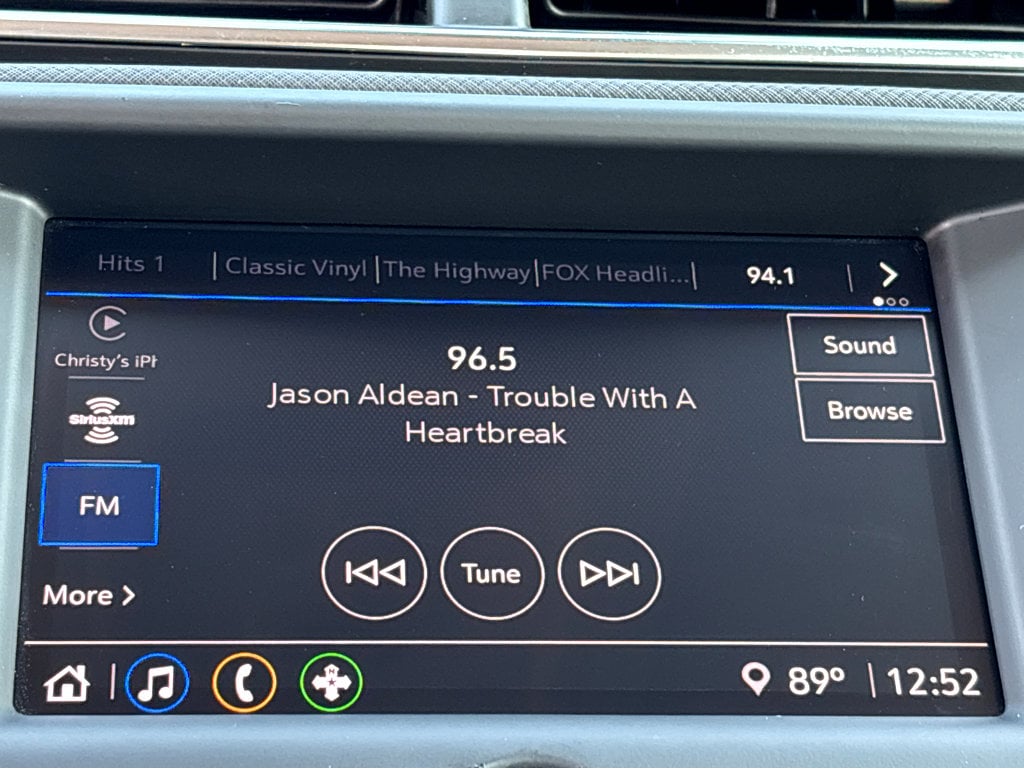 Hits 1 | Classic Vinyl | The Highway | FOX Headli... | 94.1 |
Christy's iPh
96.5
Sound
Jason Aldean - Trouble With A
Heartbreak
Browse
SiriusXM
FM
Tune
More
N
89° | 12:52